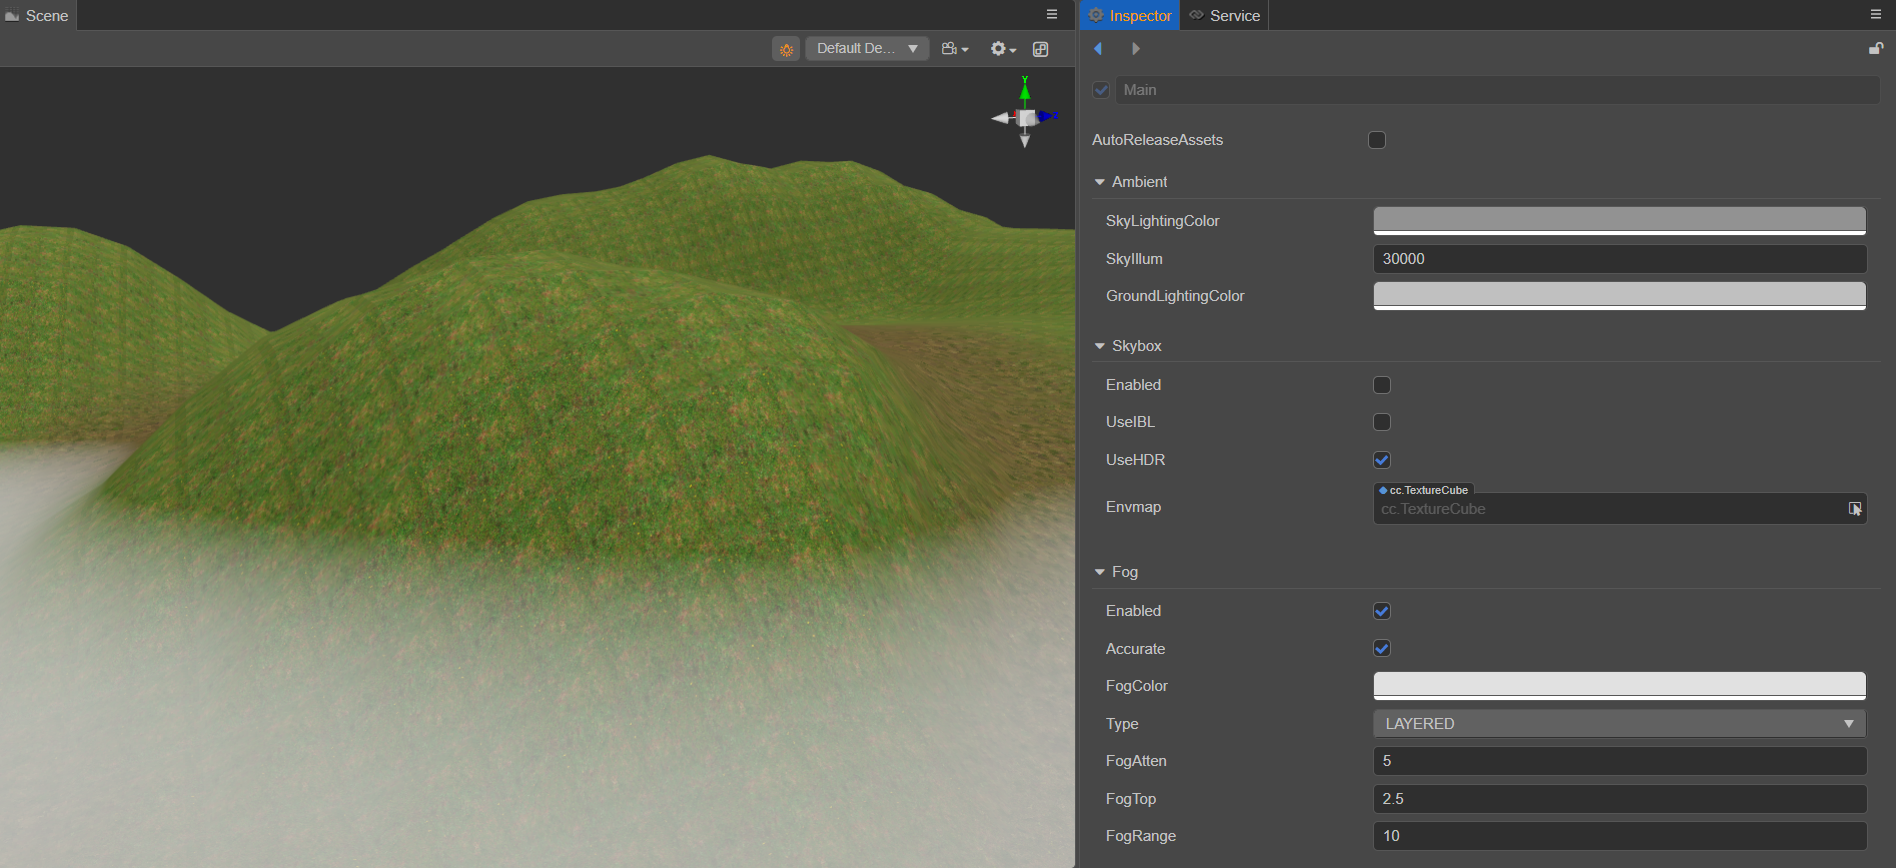 Scene
Inspector
Service
Default De...
Y
Z
Main
AutoReleaseAssets
Ambient
SkyLightingColor
SkyIllum
30000
GroundLightingColor
Skybox
Enabled
UseIBL
UseHDR
cc.TextureCube
Envmap
cc.TextureCube
Fog
Enabled
Accurate
FogColor
Type
LAYERED
FogAtten
5
FogTop
2.5
FogRange
10